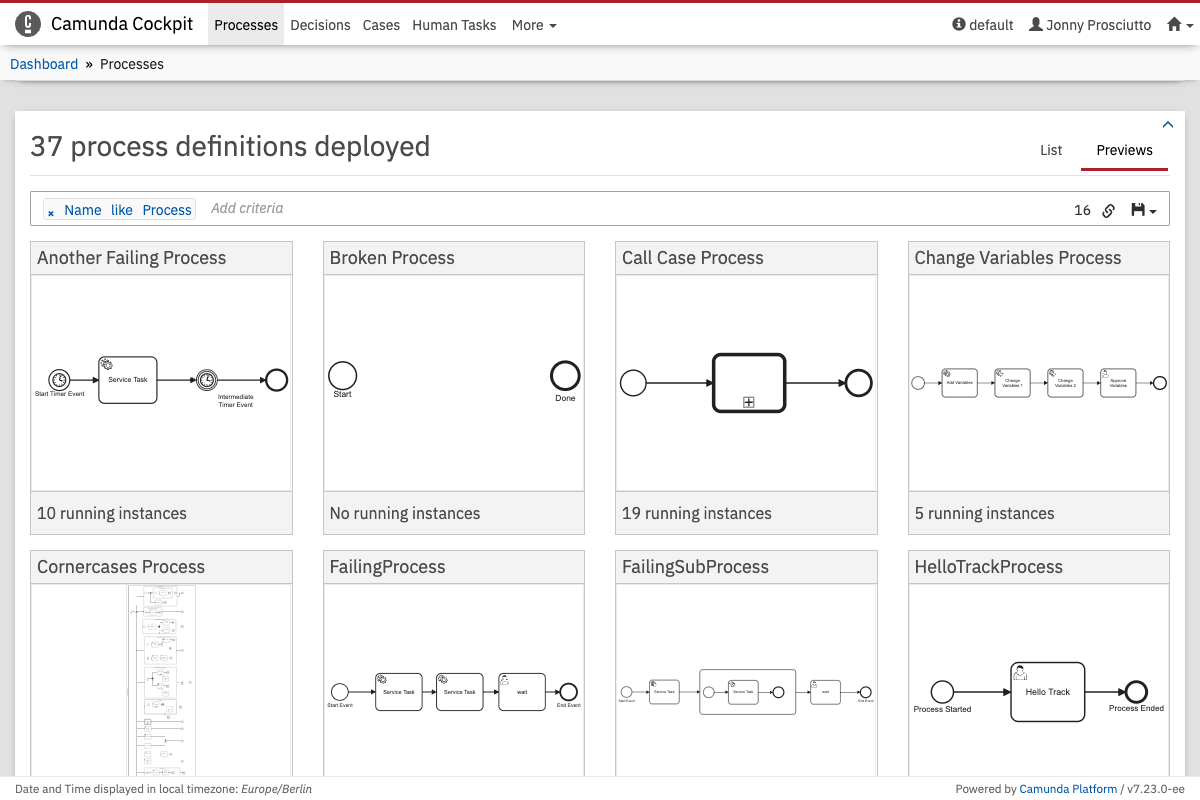 Camunda Cockpit Processes Decisions Cases Human Tasks More default Jonny Prosciutto
Dashboard » Processes
37 process definitions deployed
List Previews
× Name like Process Add criteria 16
Another Failing Process
Start Timer Event
Service Task
Intermediate
Timer Event
10 running instances
Broken Process
Start
Done
No running instances
Call Case Process
19 running instances
Change Variables Process
Add Variables
Change
Variables 1
Change
Variables 2
Approve
Variables
5 running instances
Cornercases Process
FailingProcess
Start Event
Service Task
Service Task
wait
End Event
FailingSubProcess
Start Event
Service Task
Service Task
wait
End Event
HelloTrackProcess
Process Started
Hello Track
Process Ended
Date and Time displayed in local timezone: Europe/Berlin
Powered by Camunda Platform / v7.23.0-ee